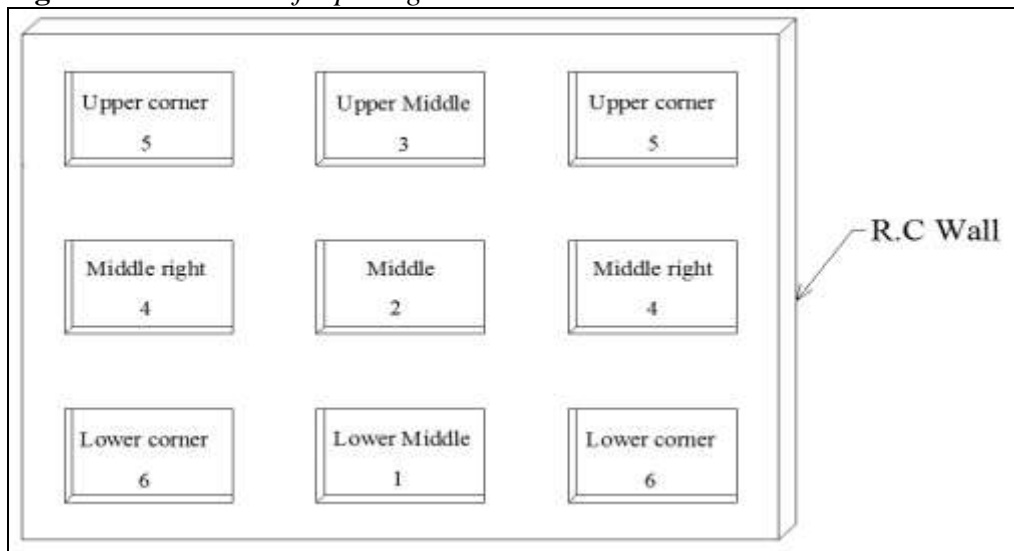 Upper corner
5
Upper Middle
3
Upper corner
5
R.C Wall
Middle right
4
Middle
2
Middle right
4
Lower corner
6
Lower Middle
1
Lower corner
6